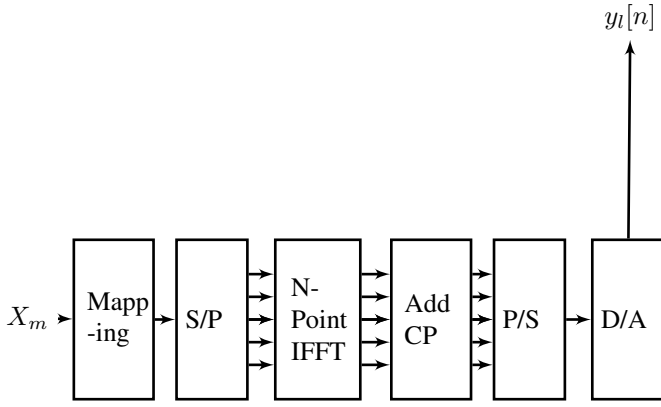 y_l[n]
X_m
Mapp
-ing
S/P
N-
Point
IFFT
Add
CP
P/S
D/A